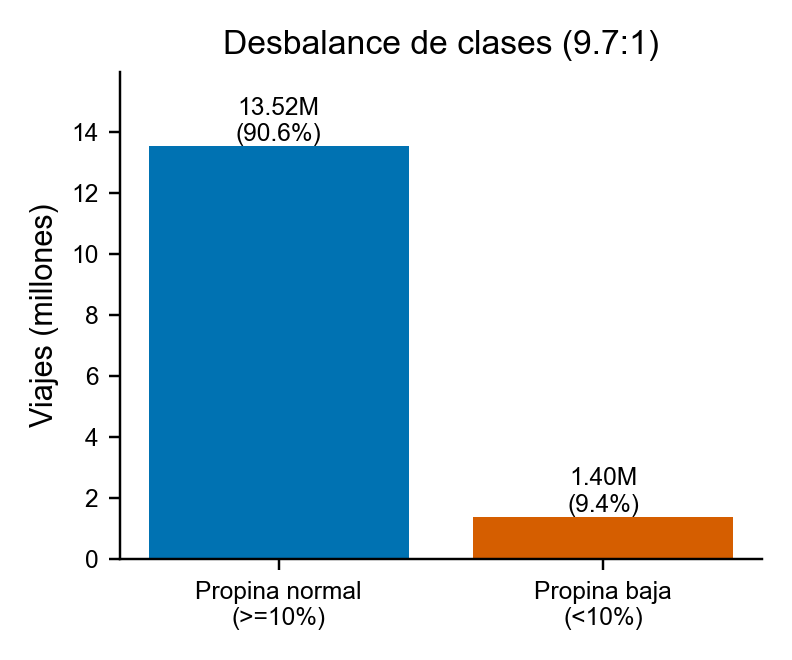 Desbalance de clases (9.7:1)
13.52M
(90.6%)
14
12
10
8
6
4
2
0
Viajes (millones)
1.40M
(9.4%)
Propina normal
(>=10%)
Propina baja
(<10%)